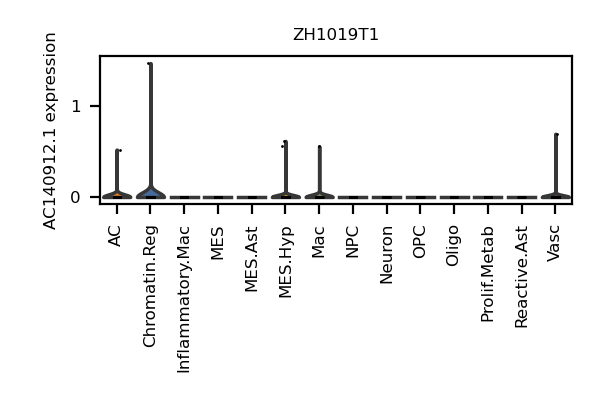 ZH1019T1
AC140912.1 expression
1
0
AC
Chromatin.Reg
Inflammatory.Mac
MES
MES.Ast
MES.Hyp
Mac
NPC
Neuron
OPC
Oligo
Prolif.Metab
Reactive.Ast
Vasc